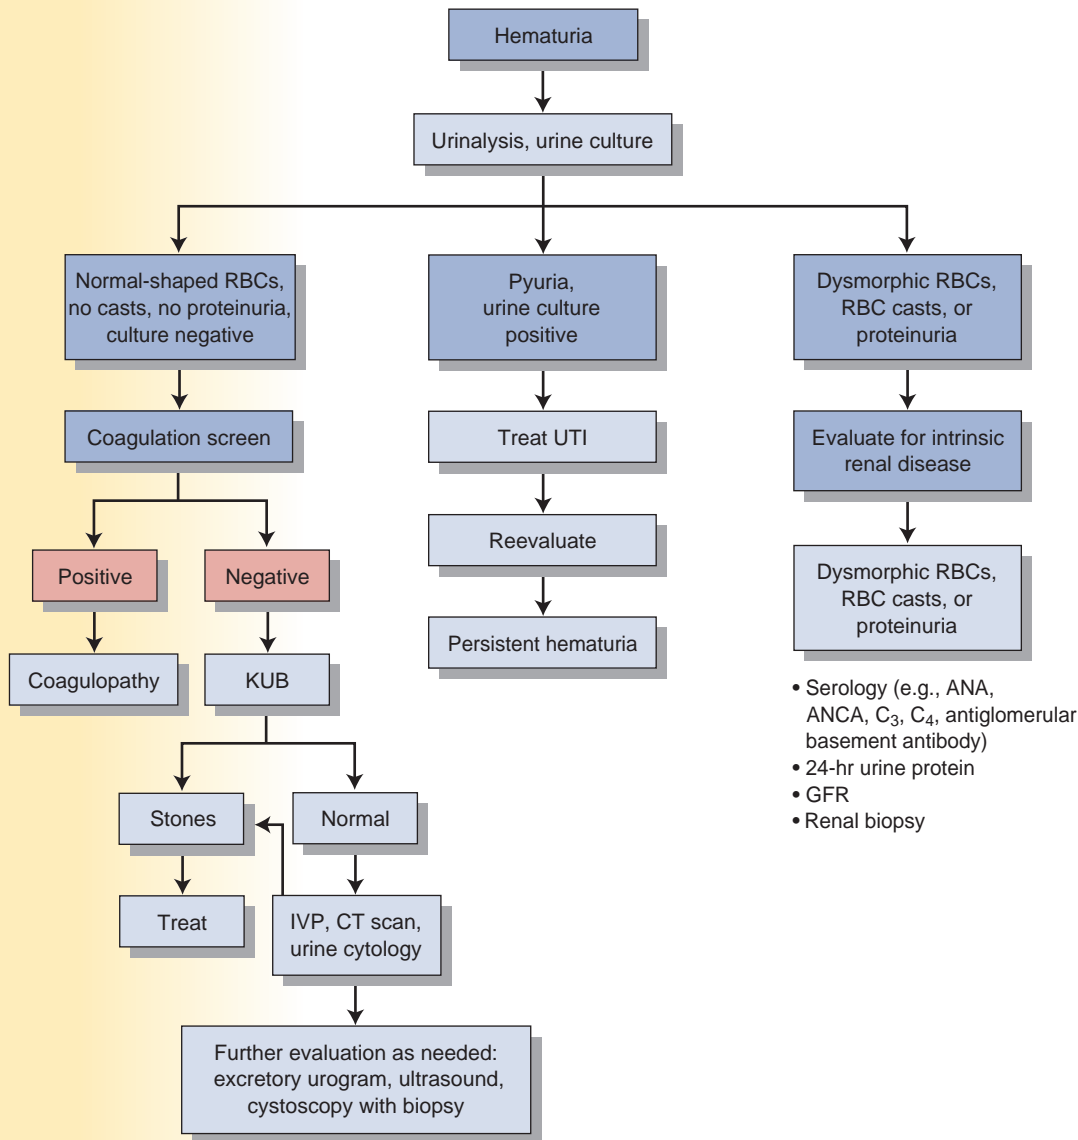 Hematuria
Urinalysis, urine culture
Normal-shaped RBCs,
no casts, no proteinuria,
culture negative
Pyuria,
urine culture
positive
Dysmorphic RBCs,
RBC casts, or
proteinuria
Coagulation screen
Treat UTI
Evaluate for intrinsic
renal disease
Positive
Negative
Reevaluate
Dysmorphic RBCs,
RBC casts, or
proteinuria
Coagulopathy
KUB
Persistent hematuria
• Serology (e.g., ANA,
ANCA, C₃, C₄, antiglomerular
basement antibody)
• 24-hr urine protein
• GFR
• Renal biopsy
Stones
Normal
Treat
IVP, CT scan,
urine cytology
Further evaluation as needed:
excretory urogram, ultrasound,
cystoscopy with biopsy